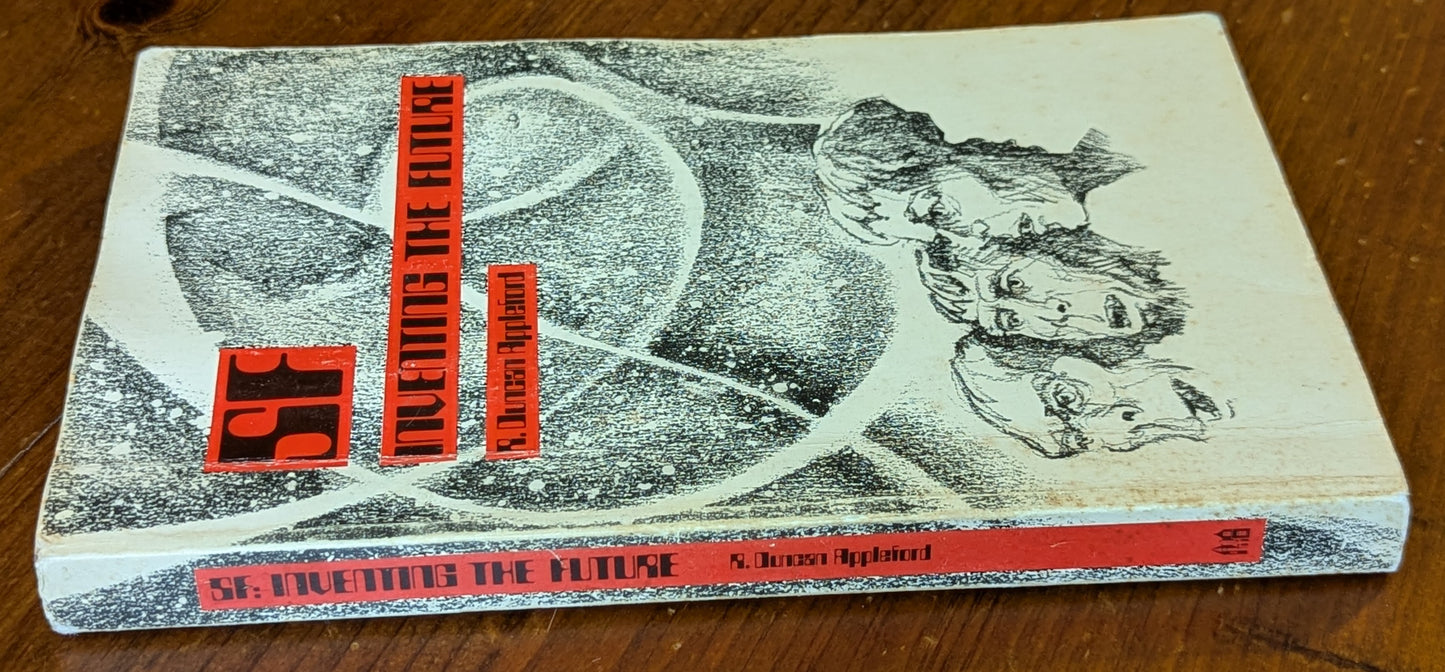 SF
INVENTING THE FUTURE
R. Duncan Appleford
SF: INVENTING THE FUTURE R. Duncan Appleford